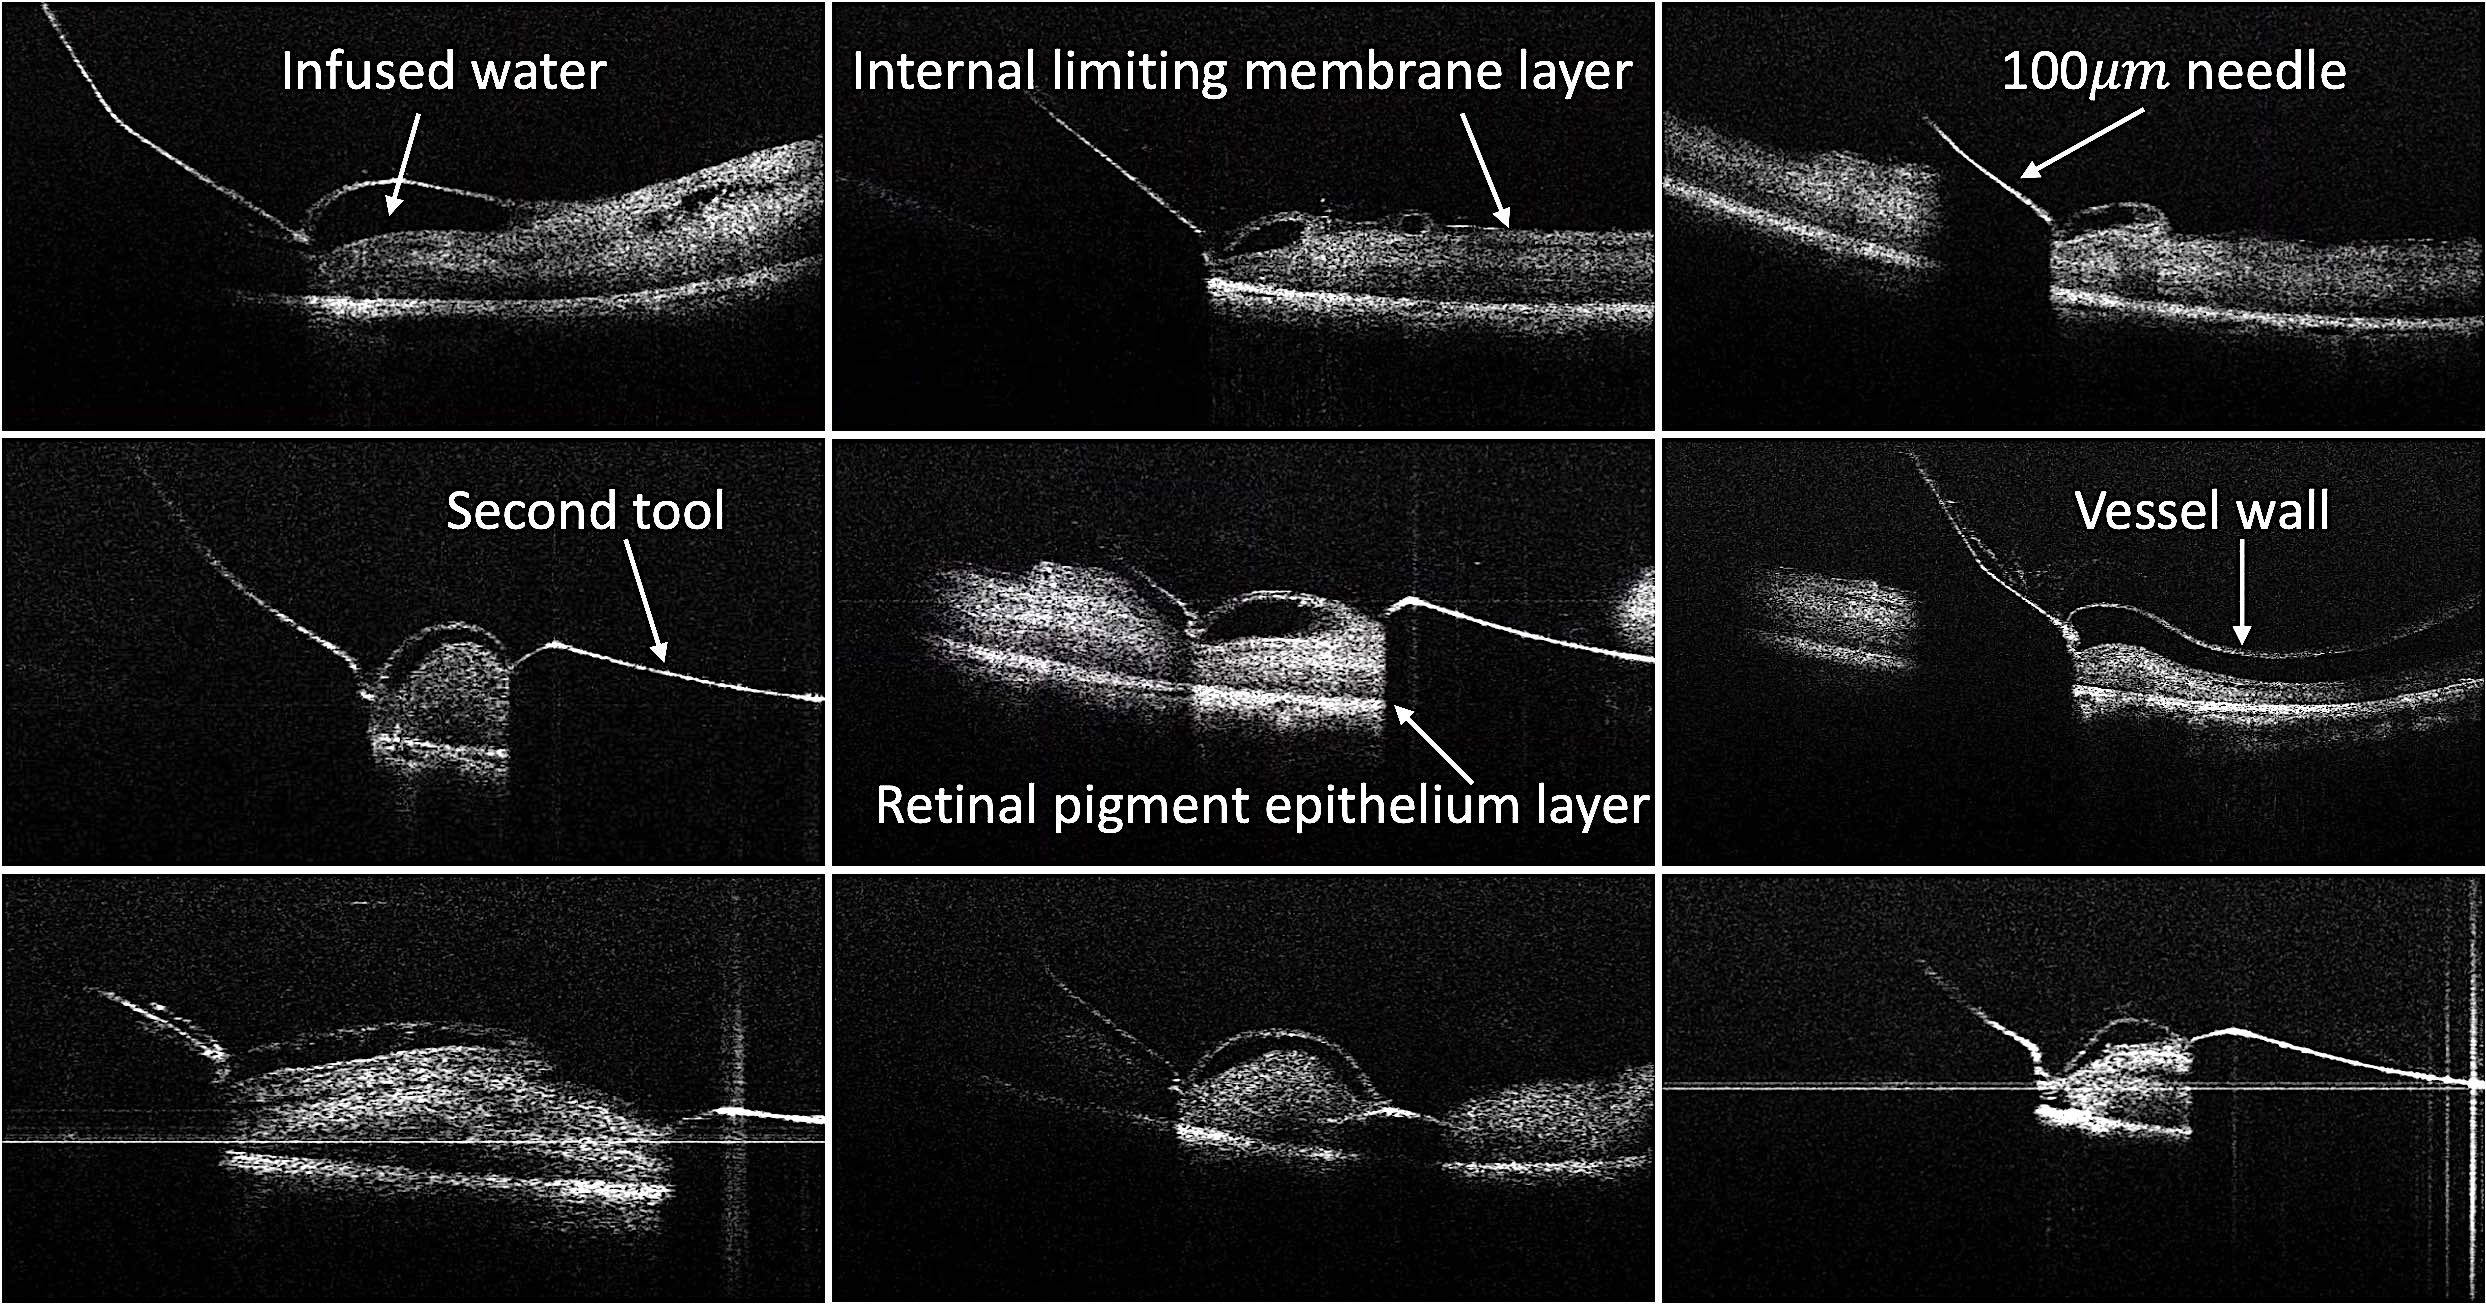 Infused water
Internal limiting membrane layer
100μm needle
Second tool
Vessel wall
Retinal pigment epithelium layer